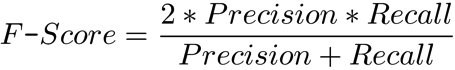 F-Score = 2 * Precision * Recall
Precision + Recall